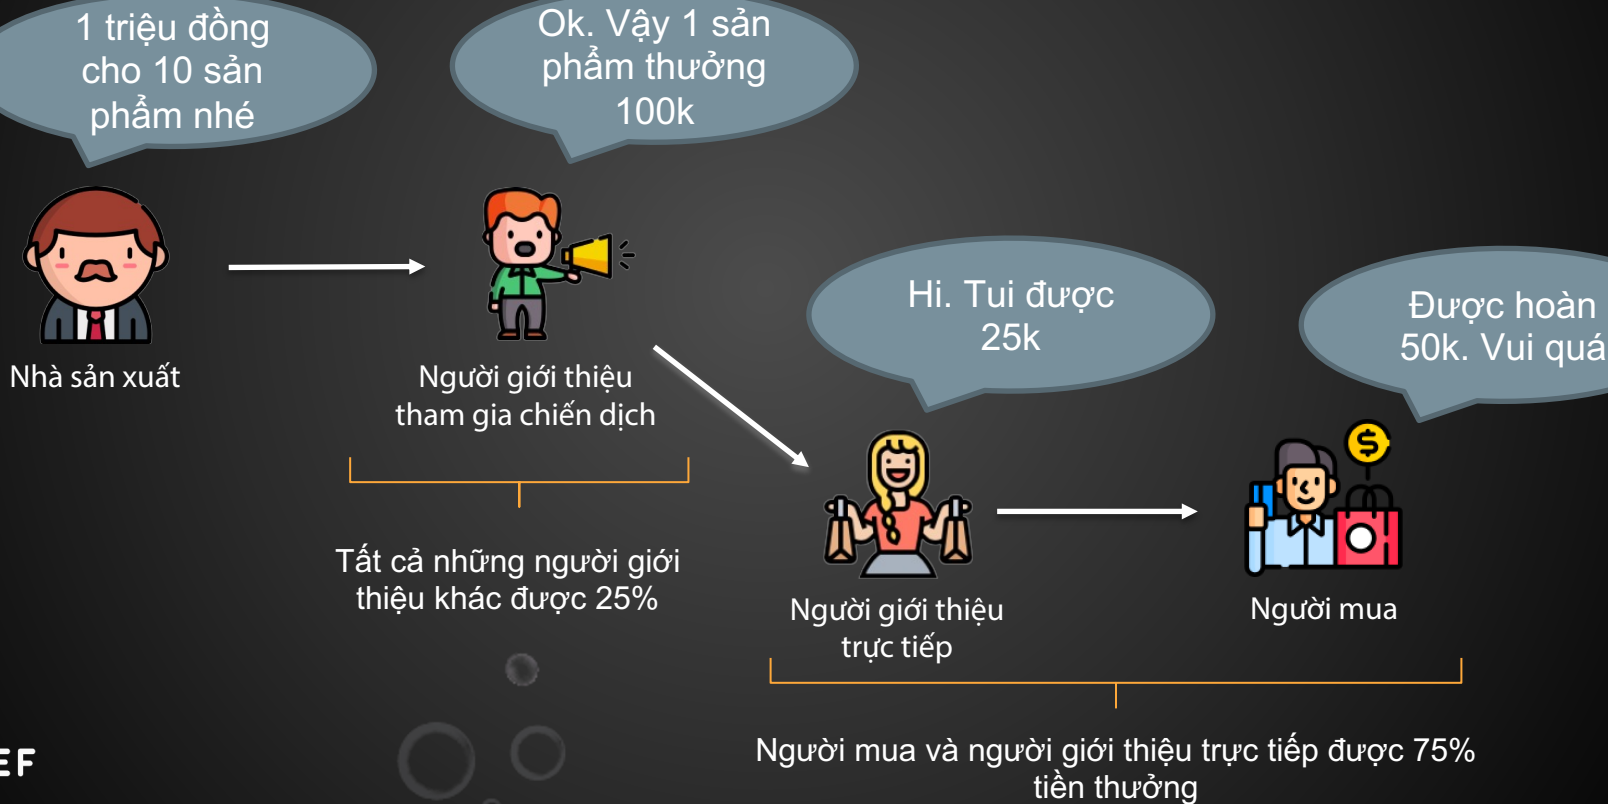 1 triệu đồng
cho 10 sản
phẩm nhé
Ok. Vậy 1 sản
phẩm thưởng
100k
Hi. Tui được
25k
Được hoàn
50k. Vui quá
Nhà sản xuất
Người giới thiệu
tham gia chiến dịch
Tất cả những người giới
thiệu khác được 25%
Người giới thiệu
trực tiếp
Người mua
Người mua và người giới thiệu trực tiếp được 75%
tiền thưởng